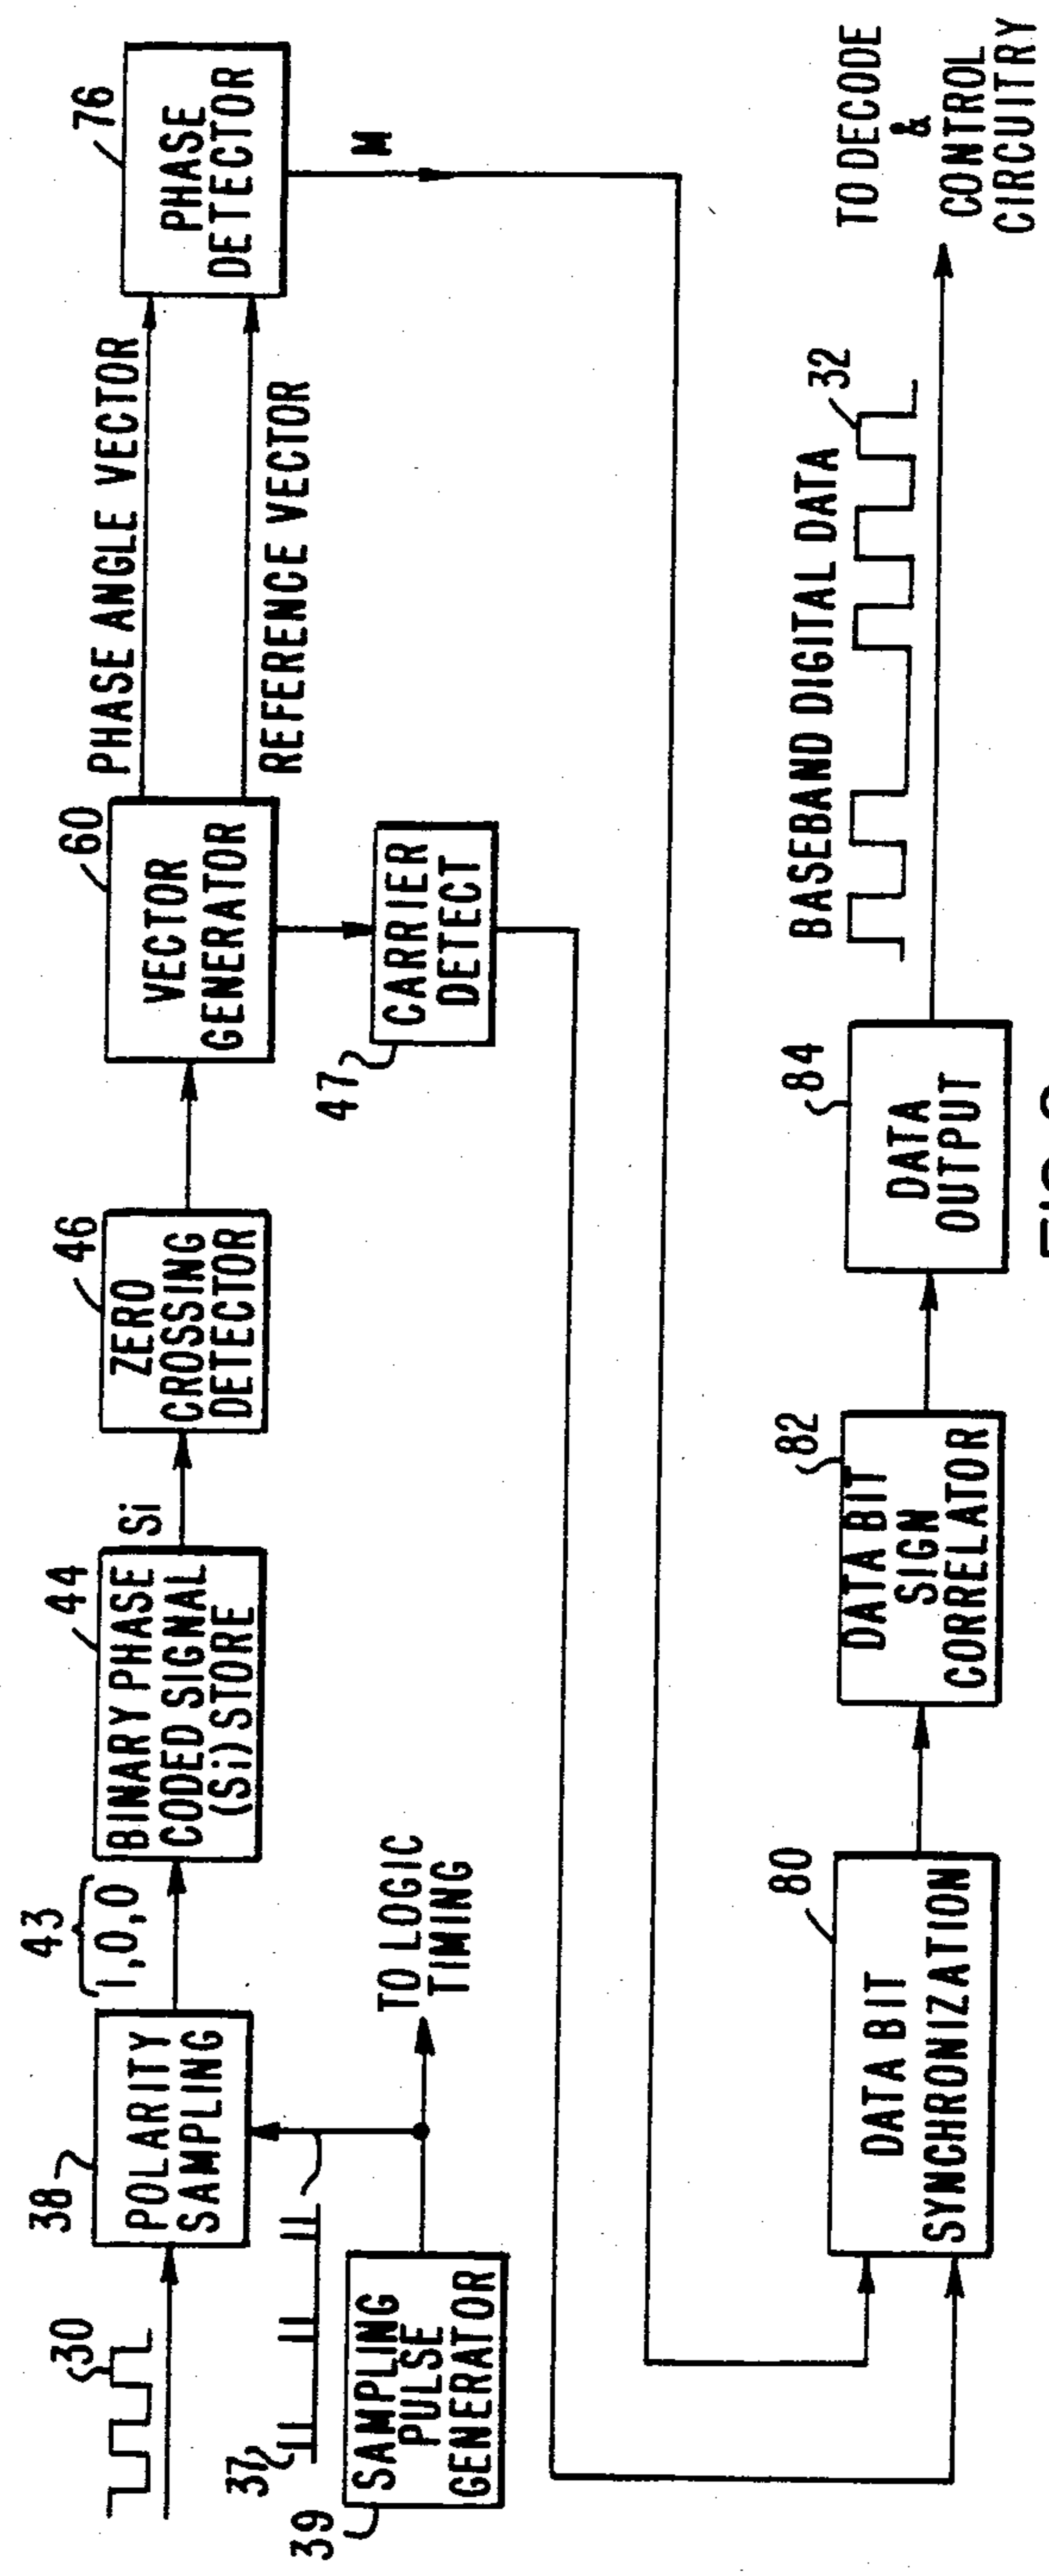 30
38
POLARITY
SAMPLING
43
1,0,0
44
BINARY PHASE
CODED SIGNAL
(Si) STORE
Si
46
ZERO
CROSSING
DETECTOR
60
VECTOR
GENERATOR
PHASE ANGLE VECTOR
REFERENCE VECTOR
76
PHASE
DETECTOR
M
37
39
SAMPLING
PULSE
GENERATOR
TO LOGIC
TIMING
47
CARRIER
DETECT
80
DATA BIT
SYNCHRONIZATION
82
DATA BIT
SIGN
CORRELATOR
84
DATA
OUTPUT
BASEBAND DIGITAL DATA
32
TO DECODE
&
CONTROL
CIRCUITRY